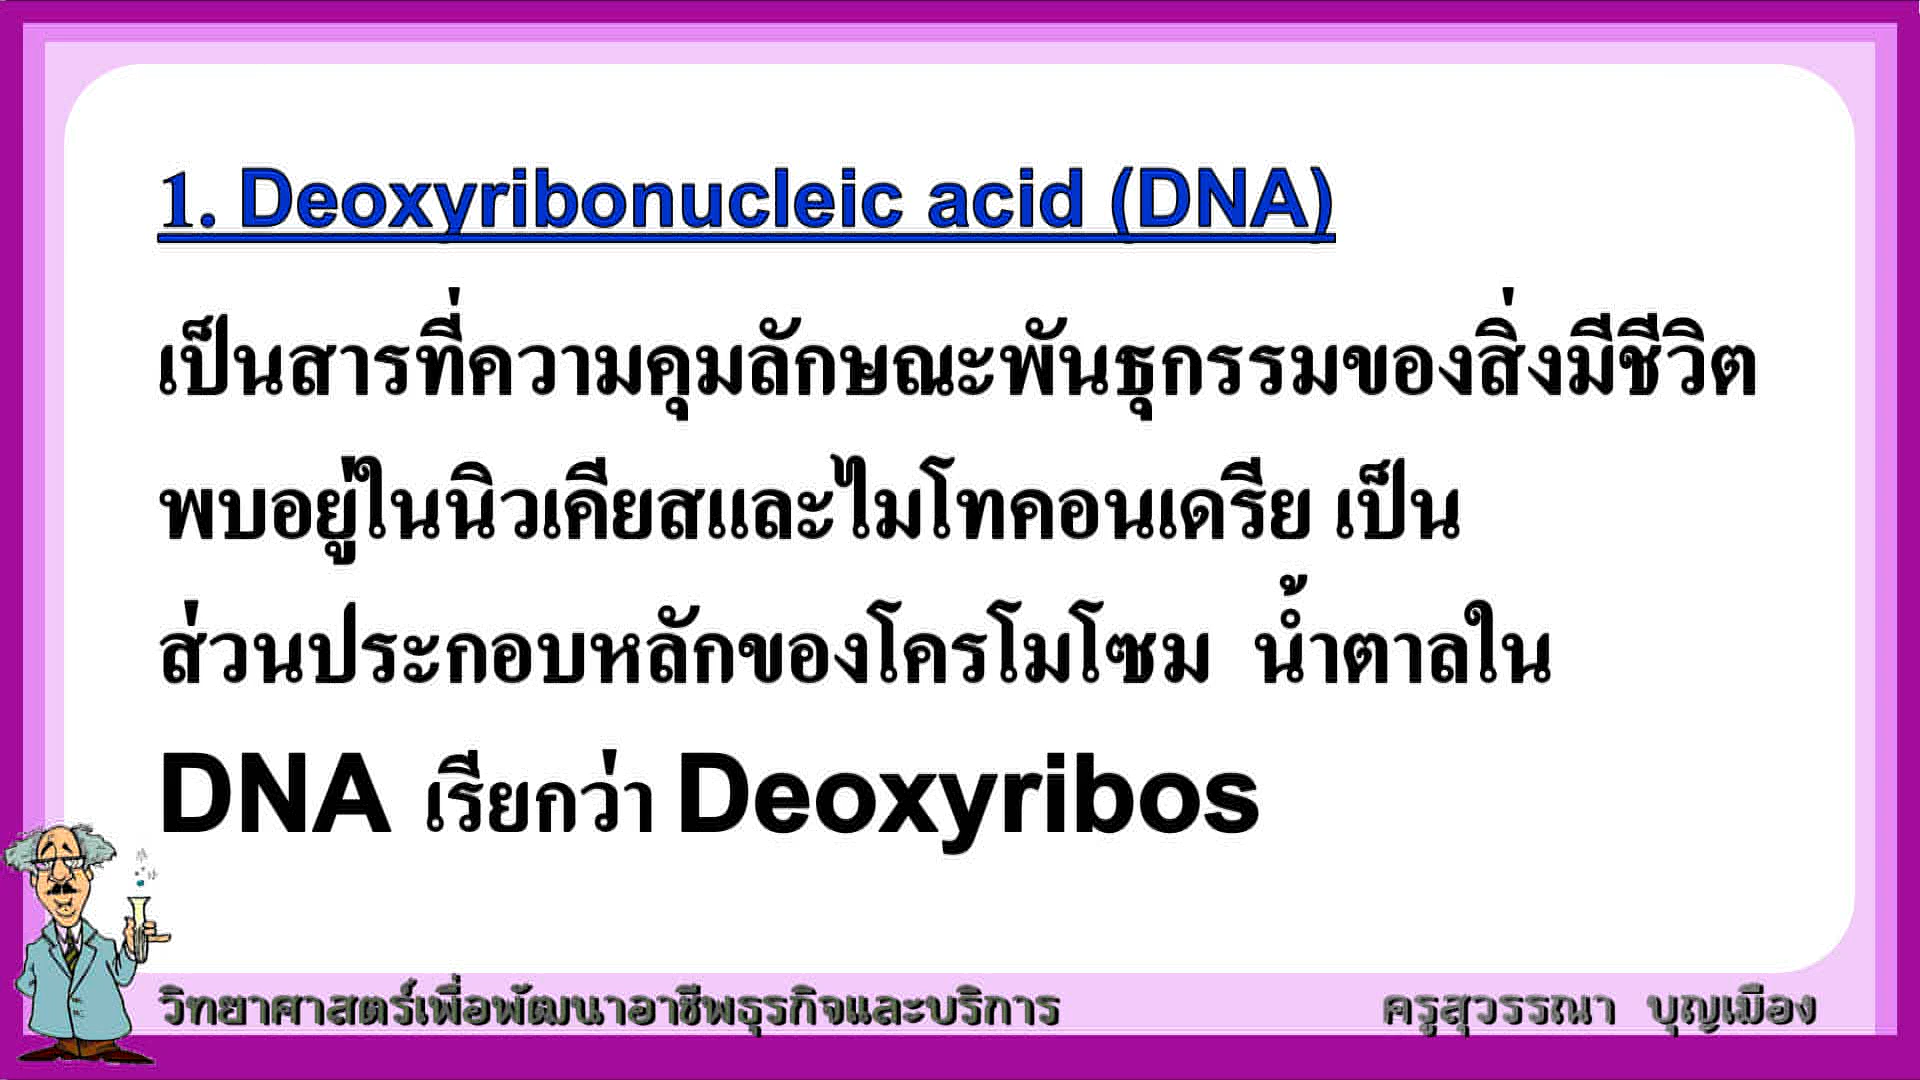 1. Deoxyribonucleic acid (DNA)
เป็นสารที่ความคุมลักษณะพันธุกรรมของสิ่งมีชีวิต
พบอยู่ในนิวเคียสและไมโทคอนเดรีย เป็น
ส่วนประกอบหลักของโครโมโซม น้ำตาลใน
DNA เรียกว่า Deoxyribos
วิทยาศาสตร์เพื่อพัฒนาอาชีพธุรกิจและบริการ ครูสุวรรณา บุญเมือง